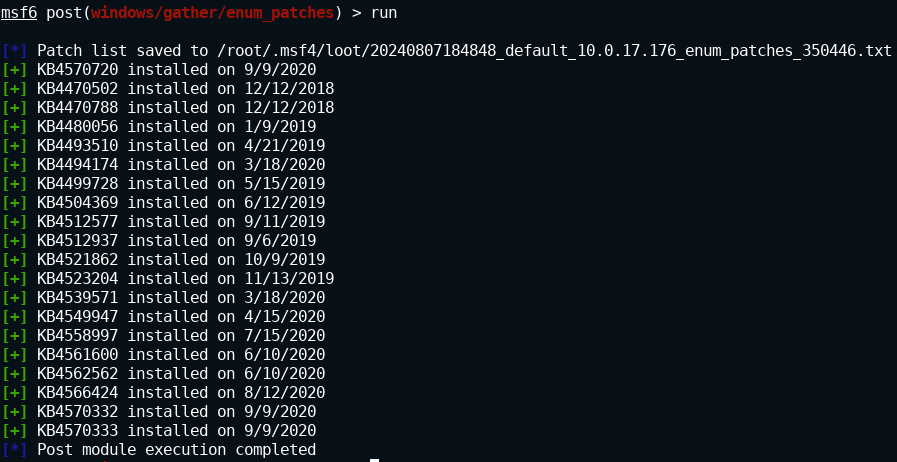 msf6 post(windows/gather/enum_patches) > run
[*] Patch list saved to /root/.msf4/loot/20240807184848_default_10.0.17.176_enum_patches_350446.txt
[+] KB4570720 installed on 9/9/2020
[+] KB4470502 installed on 12/12/2018
[+] KB4470788 installed on 12/12/2018
[+] KB4480056 installed on 1/9/2019
[+] KB4493510 installed on 4/21/2019
[+] KB4494174 installed on 3/18/2020
[+] KB4499728 installed on 5/15/2019
[+] KB4504369 installed on 6/12/2019
[+] KB4512577 installed on 9/11/2019
[+] KB4512937 installed on 9/6/2019
[+] KB4521862 installed on 10/9/2019
[+] KB4523204 installed on 11/13/2019
[+] KB4539571 installed on 3/18/2020
[+] KB4549947 installed on 4/15/2020
[+] KB4558997 installed on 7/15/2020
[+] KB4561600 installed on 6/10/2020
[+] KB4562562 installed on 6/10/2020
[+] KB4566424 installed on 8/12/2020
[+] KB4570332 installed on 9/9/2020
[+] KB4570333 installed on 9/9/2020
[*] Post module execution completed